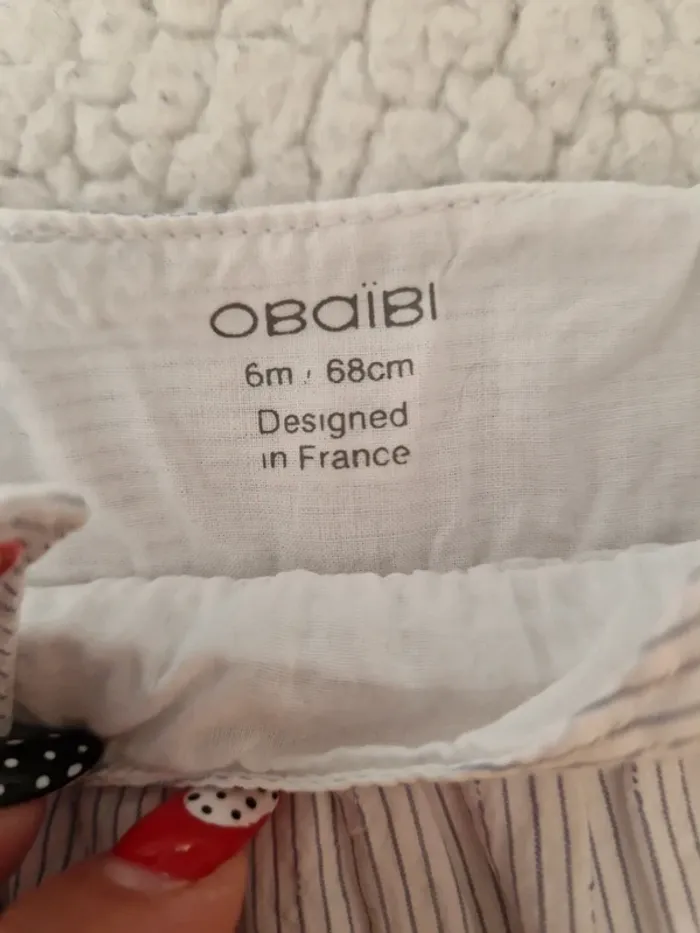 OBaïBI
6m / 68cm
Designed
in France